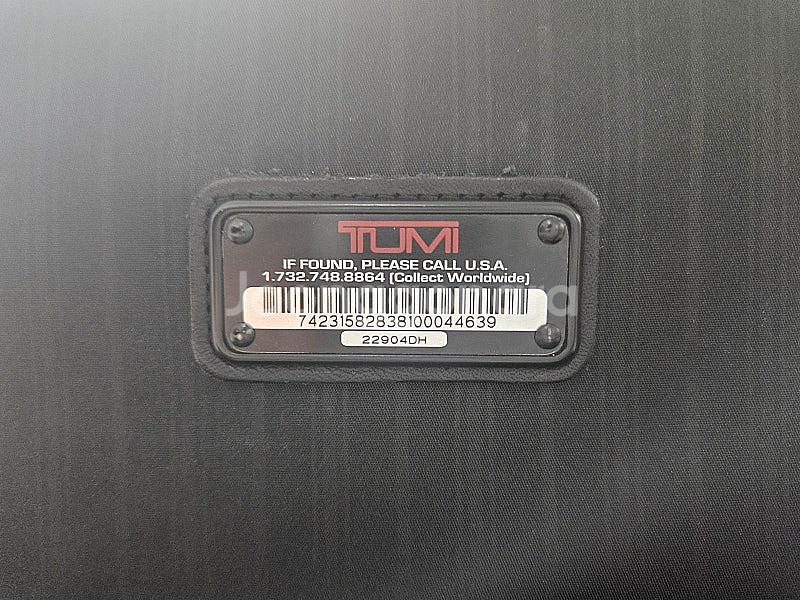 TUMI
IF FOUND, PLEASE CALL U.S.A.
1.732.748.8864 (Collect Worldwide)
74231582838100044639
22904DH